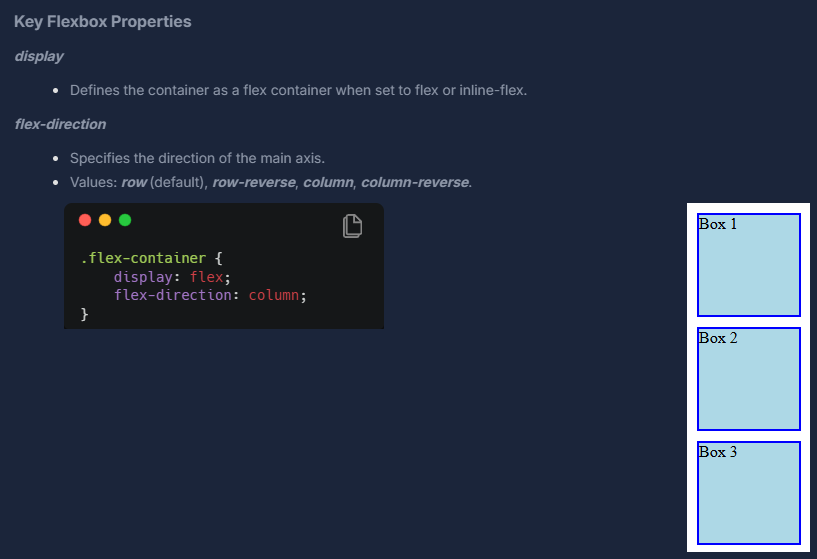 Key Flexbox Properties
display
Defines the container as a flex container when set to flex or inline-flex.
flex-direction
Specifies the direction of the main axis.
Values: row (default), row-reverse, column, column-reverse.
.flex-container {
    display: flex;
    flex-direction: column;
}
Box 1
Box 2
Box 3